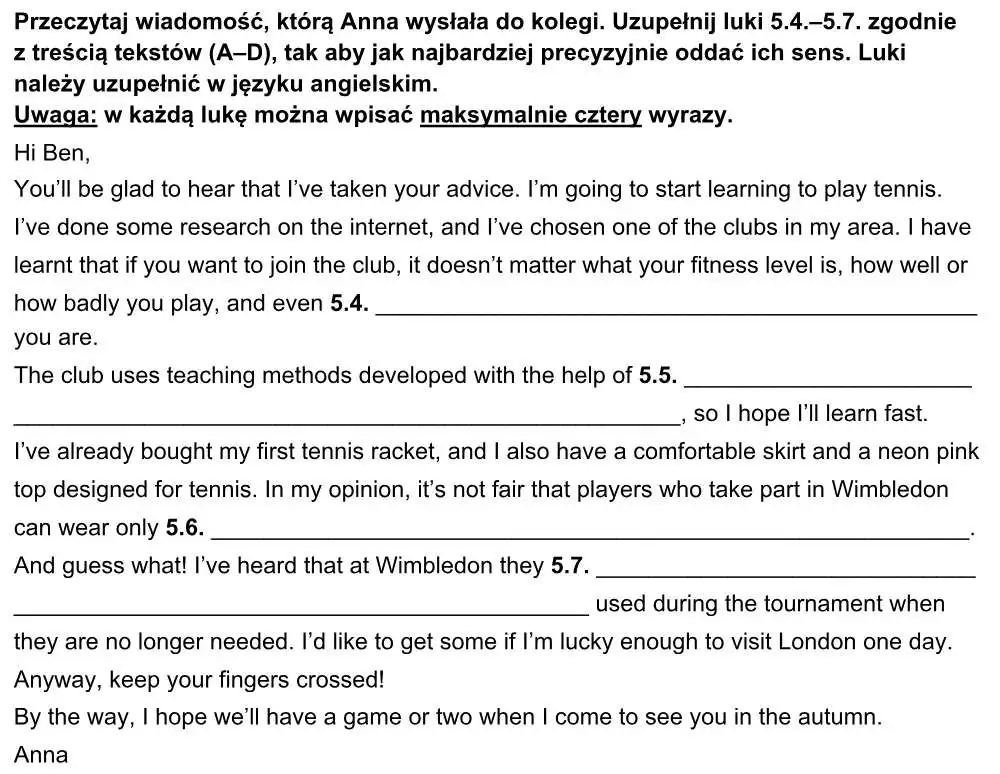 Przeczytaj wiadomość, którą Anna wysłała do kolegi. Uzupełnij luki 5.4.–5.7. zgodnie
z treścią tekstów (A–D), tak aby jak najbardziej precyzyjnie oddać ich sens. Luki
należy uzupełnić w języku angielskim.
Uwaga: w każdą lukę można wpisać maksymalnie cztery wyrazy.
Hi Ben,
You’ll be glad to hear that I’ve taken your advice. I’m going to start learning to play tennis.
I’ve done some research on the internet, and I’ve chosen one of the clubs in my area. I have
learnt that if you want to join the club, it doesn’t matter what your fitness level is, how well or
how badly you play, and even 5.4. ______________________________
you are.
The club uses teaching methods developed with the help of 5.5. ______________________________
______________________________, so I hope I’ll learn fast.
I’ve already bought my first tennis racket, and I also have a comfortable skirt and a neon pink
top designed for tennis. In my opinion, it’s not fair that players who take part in Wimbledon
can wear only 5.6. ______________________________.
And guess what! I’ve heard that at Wimbledon they 5.7. ______________________________
______________________________ used during the tournament when
they are no longer needed. I’d like to get some if I’m lucky enough to visit London one day.
Anyway, keep your fingers crossed!
By the way, I hope we’ll have a game or two when I come to see you in the autumn.
Anna